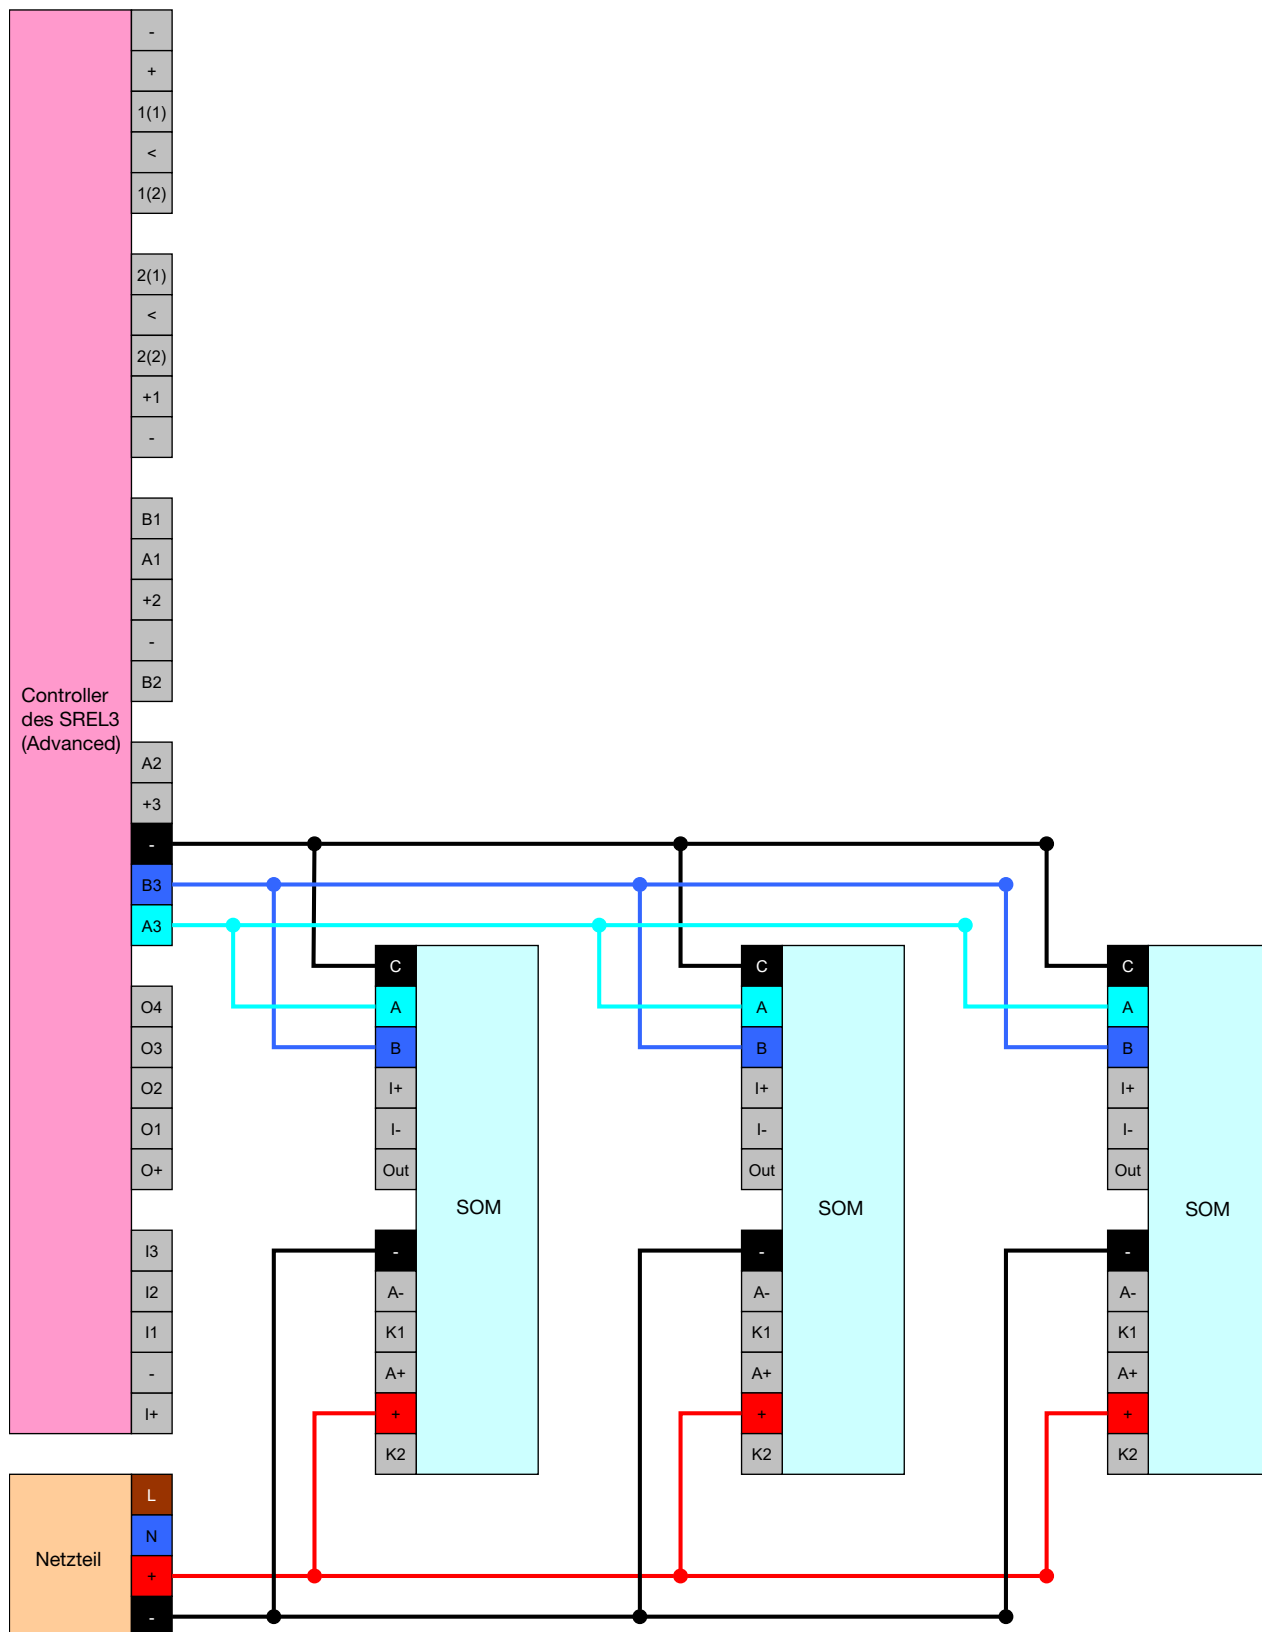 -
+
1(1)
<
1(2)
2(1)
<
2(2)
+1
-
B1
A1
+2
-
B2
Controller
des SREL3
(Advanced)
A2
+3
-
B3
A3
O4
O3
O2
O1
O+
I3
I2
I1
-
I+
C
A
B
I+
I-
Out
SOM
-
A-
K1
A+
+
K2
C
A
B
I+
I-
Out
SOM
-
A-
K1
A+
+
K2
C
A
B
I+
I-
Out
SOM
-
A-
K1
A+
+
K2
Netzteil
L
N
+
-